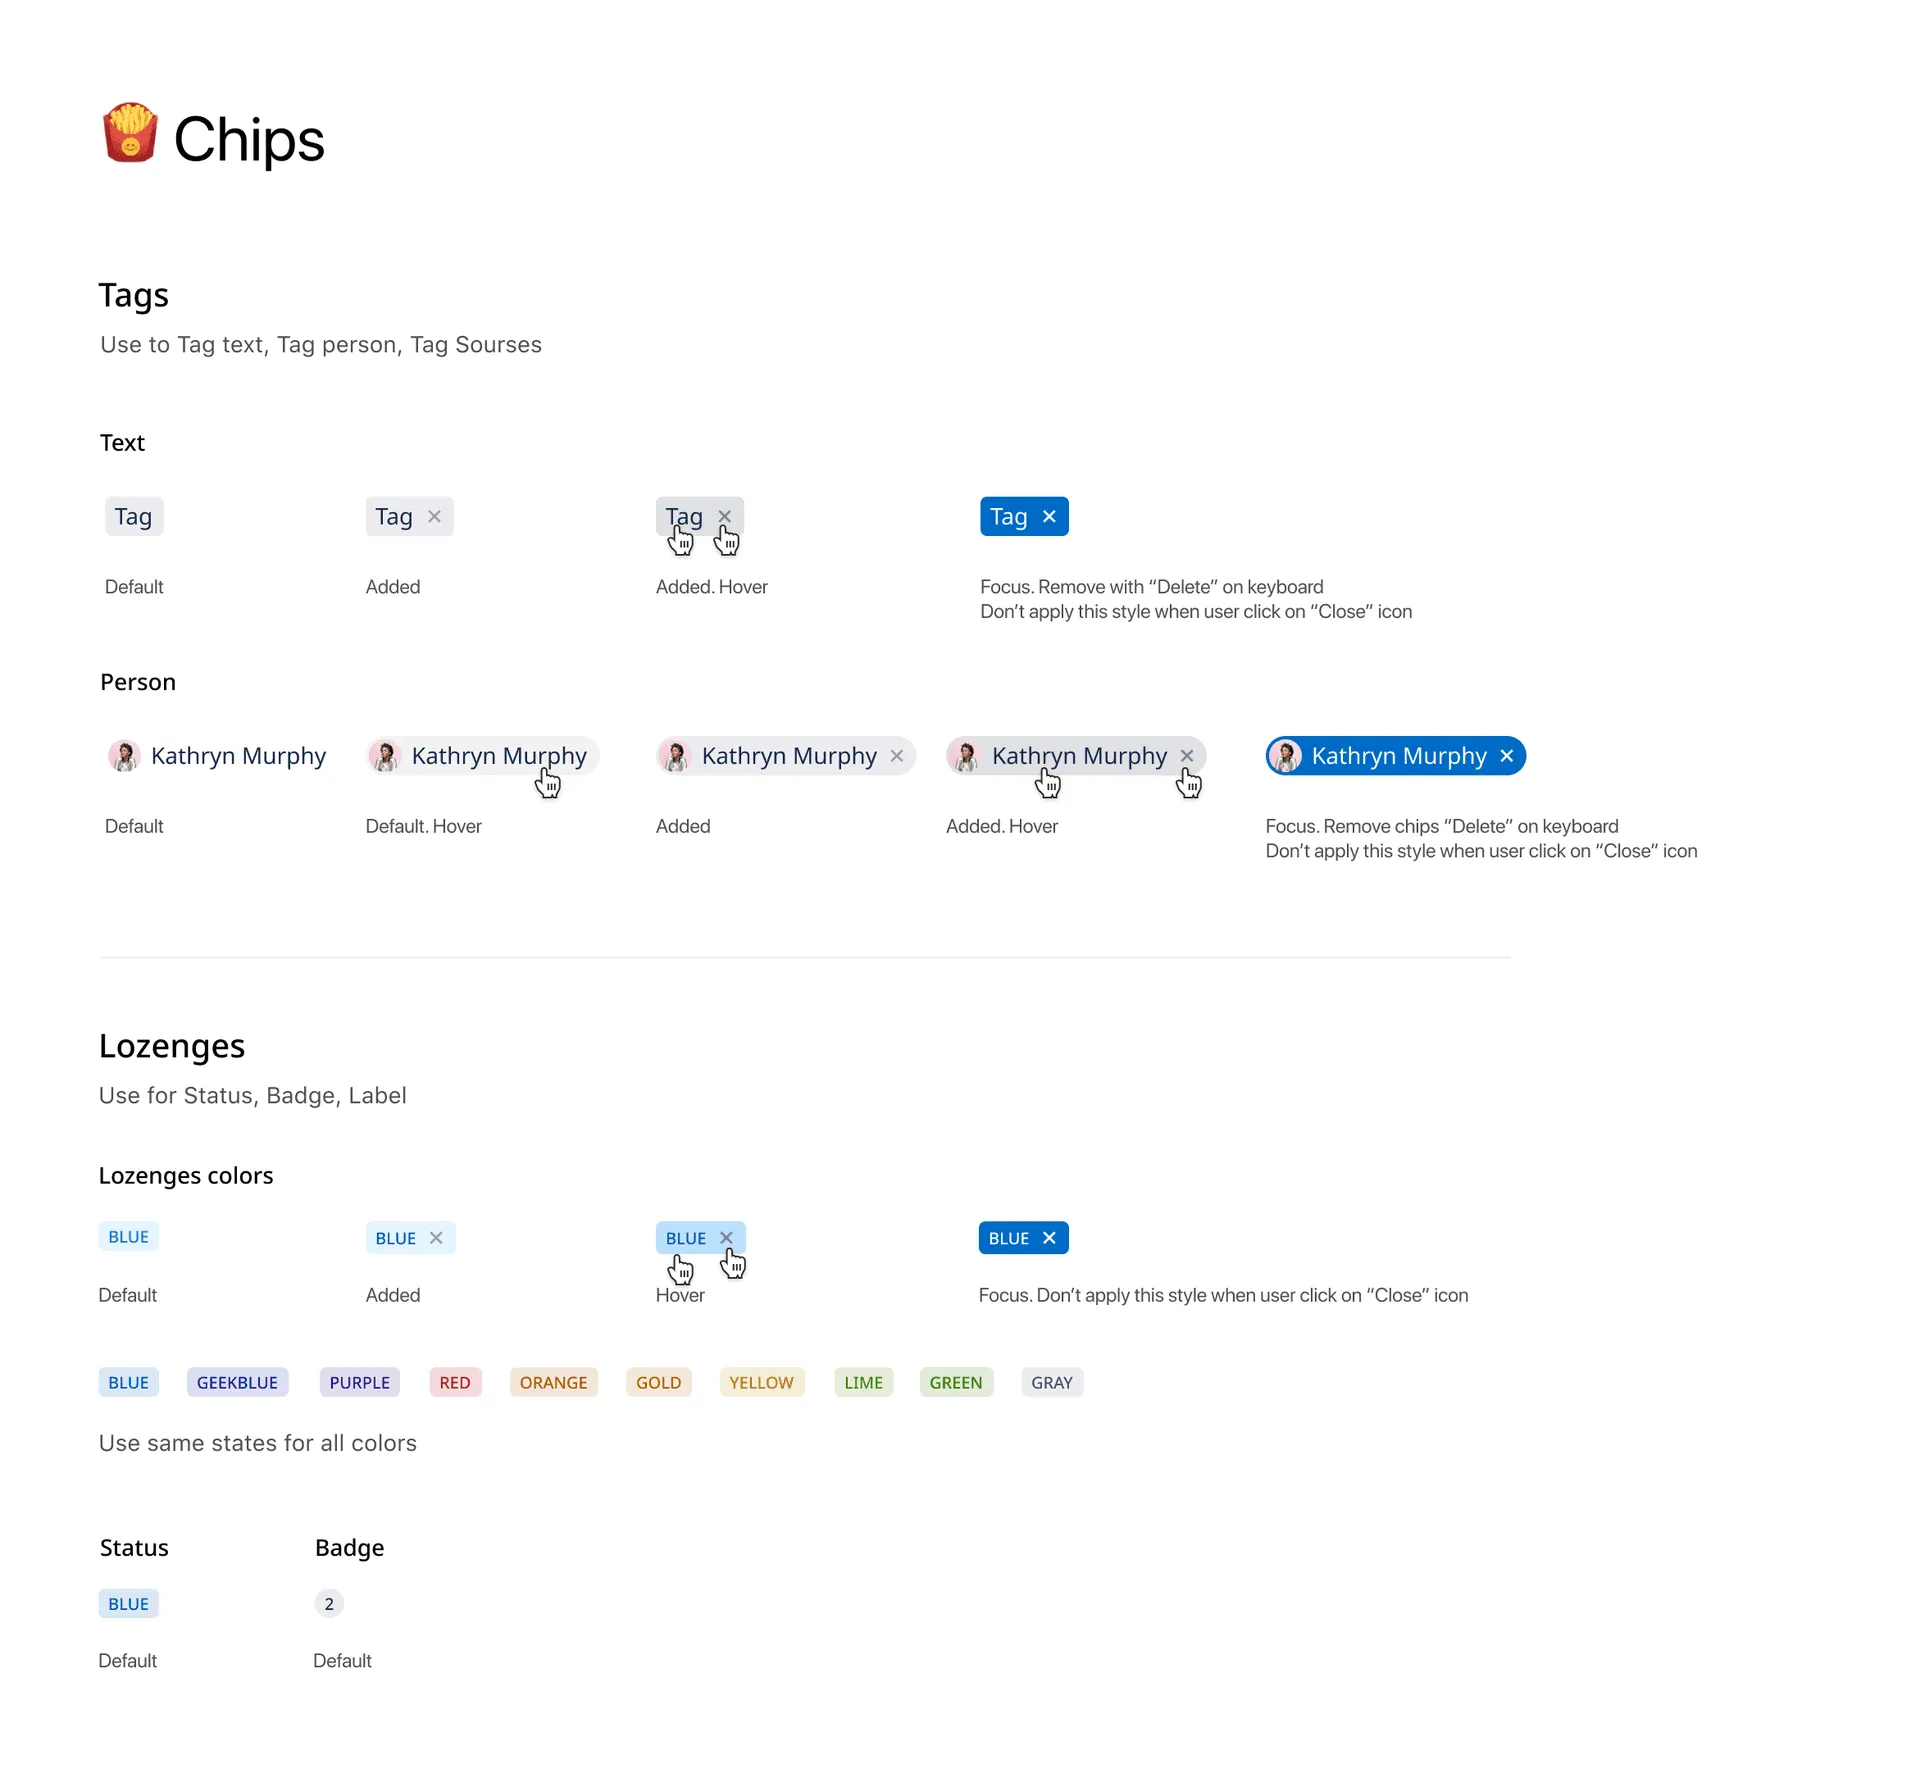 Chips
Tags
Use to Tag text, Tag person, Tag Sourses
Text
Tag
Tag
Tag
Tag
Default
Added
Added. Hover
Focus. Remove with “Delete” on keyboard
Don’t apply this style when user click on “Close” icon
Person
Kathryn Murphy
Kathryn Murphy
Kathryn Murphy
Kathryn Murphy
Kathryn Murphy
Default
Default. Hover
Added
Added. Hover
Focus. Remove chips “Delete” on keyboard
Don’t apply this style when user click on “Close” icon
Lozenges
Use for Status, Badge, Label
Lozenges colors
BLUE
BLUE
BLUE
BLUE
Default
Added
Hover
Focus. Don’t apply this style when user click on “Close” icon
BLUE
GEEKBLUE
PURPLE
RED
ORANGE
GOLD
YELLOW
LIME
GREEN
GRAY
Use same states for all colors
Status
Badge
BLUE
2
Default
Default